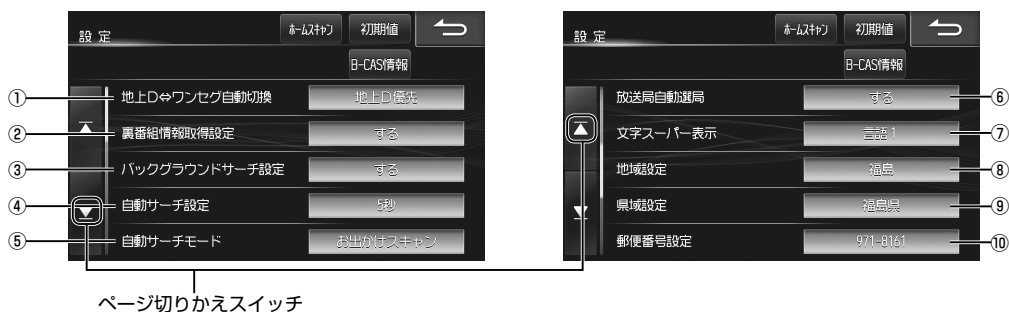 設 定
ホームスキャン
初期値
B-CAS情報
① 地上D⇔ワンセグ自動切換 地上D優先
② 裏番組情報取得設定 する
③ バックグラウンドサーチ設定 する
④ 自動サーチ設定 5秒
⑤ 自動サーチモード お出かけスキャン
設 定
ホームスキャン
初期値
B-CAS情報
放送局自動選局 する ⑥
文字スーパー表示 言語1 ⑦
地域設定 福島 ⑧
県域設定 福島県 ⑨
郵便番号設定 971-8161 ⑩
ページ切りかえスイッチ